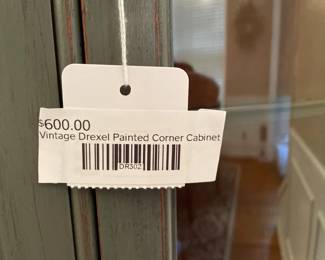 $600.00
Vintage Drexel Painted Corner Cabinet
DR302